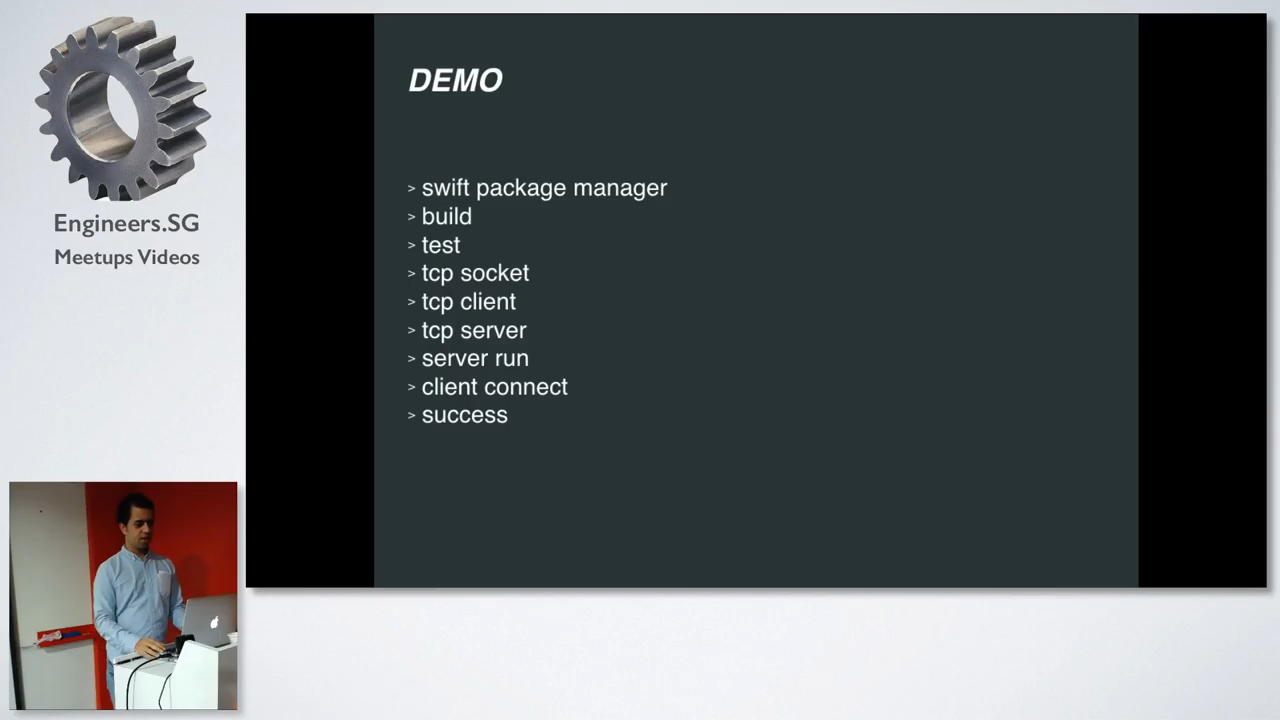 Engineers.SG
Meetups Videos
DEMO
> swift package manager
> build
> test
> tcp socket
> tcp client
> tcp server
> server run
> client connect
> success